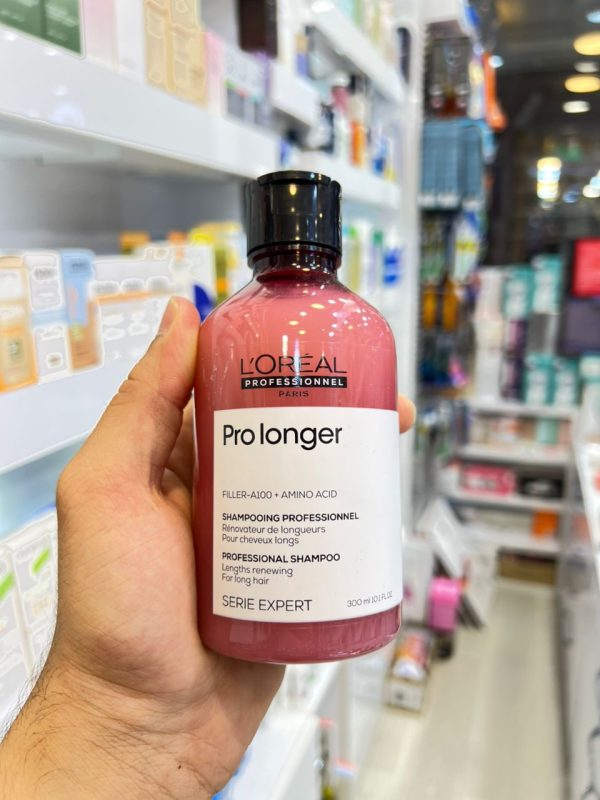 L'ORÉAL
PROFESSIONNEL
PARIS
Pro longer
FILLER-A100 + AMINO ACID
SHAMPOOING PROFESSIONNEL
Rénovateur de longueurs
Pour cheveux longs
PROFESSIONAL SHAMPOO
Lengths renewing
For long hair
SERIE EXPERT
300 ml 10.1 FL.OZ